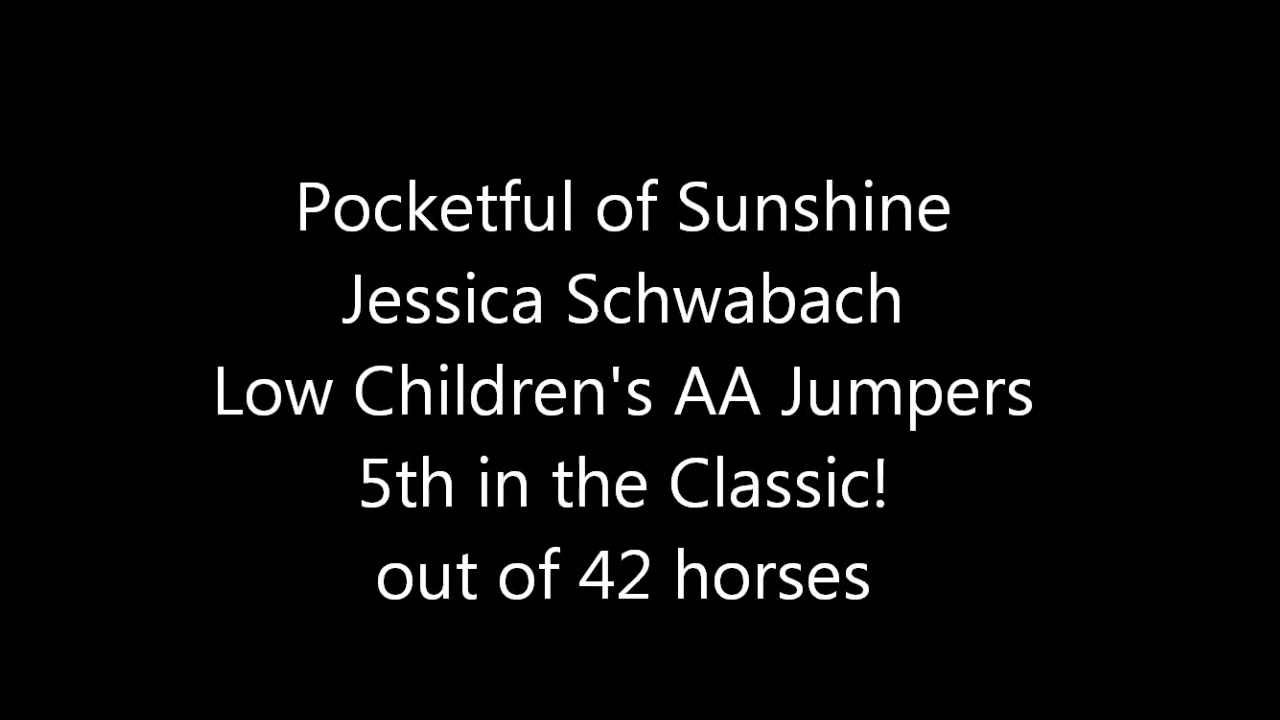 Pocketful of Sunshine
Jessica Schwabach
Low Children's AA Jumpers
5th in the Classic!
out of 42 horses